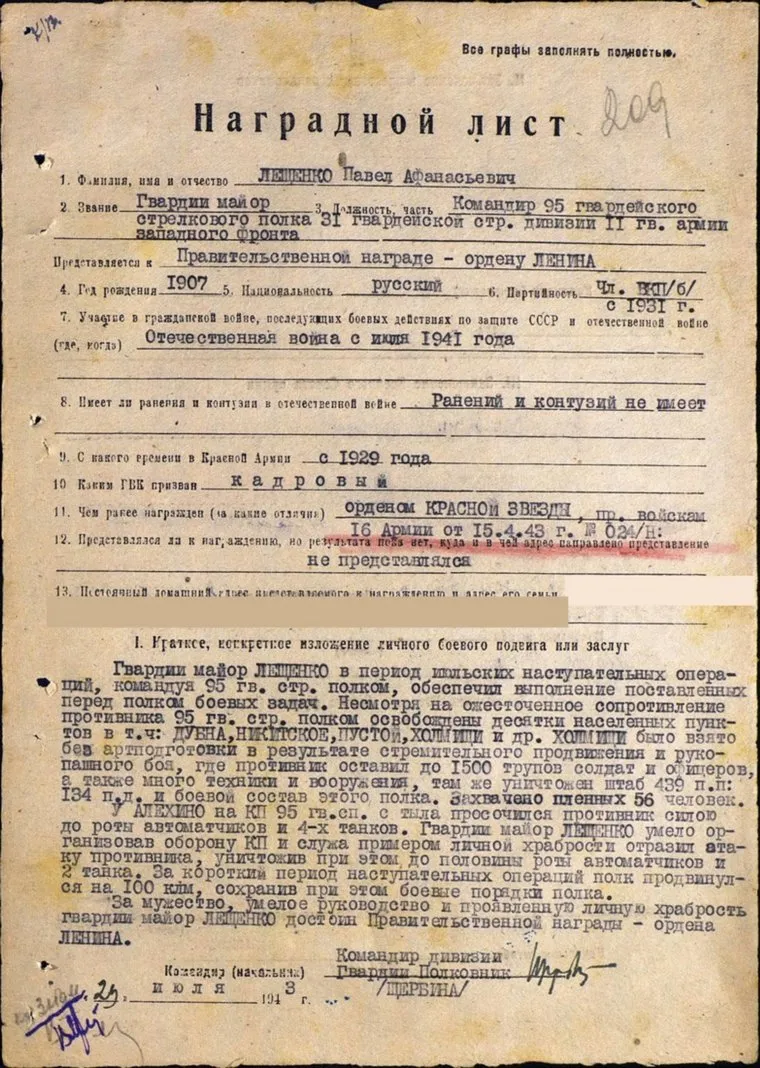 Все графы заполнять полностью.
209
Наградной лист
1. Фамилия, имя и отчество ЛЕЩЕНКО Павел Афанасьевич
2. Звание Гвардии майор 3. Должность, часть Командир 95 гвардейского
стрелкового полка 31 гвардейской стр. дивизии II гв. армии
западного фронта
Представляется к Правительственной награде - ордену ЛЕНИНА
4. Год рождения 1907 5. Национальность русский 6. Партийность Чл. ВКП/б/
с 1931 г.
7. Участие в гражданской войне, последующих боевых действиях по защите СССР и отечественной войне
(где, когда) Отечественная война с июля 1941 года
8. Имеет ли ранения и контузии в отечественной войне Ранений и контузий не имеет
9. С какого времени в Красной Армии с 1929 года
10 Каким ГВК призван кадровый
11. Чем ранее награжден (за какие отличия) орденом КРАСНОЙ ЗВЕЗДЫ, пр. войскам
16 Армии от 15.4.43 г. № 024/Н:
12. Представлялся ли к награждению, но результата пока нет, куда и в чей адрес направлено представление
не представлялся
13. Постоянный домашний адрес представляемого к награждению и адрес его семьи
I. Краткое, конкретное изложение личного боевого подвига или заслуг
Гвардии майор ЛЕЩЕНКО в период июльских наступательных опера-
ций, командуя 95 гв. стр. полком, обеспечил выполнение поставленных
перед полком боевых задач. Несмотря на ожесточенное сопротивление
противника 95 гв. стр. полком освобождены десятки населенных пунк-
тов в т.ч: ДУБНА, НИКИТСКОЕ, ПУСТОЙ, ХОЛМИЩИ и др. ХОЛМИЩИ было взято
без артподготовки в результате стремительного продвижения и руко-
пашного боя, где противник оставил до 1500 трупов солдат и офицеров,
а также много техники и вооружения, там же уничтожен штаб 439 п.п:
134 п.д. и боевой состав этого полка. Захвачено пленных 56 человек.
У АЛЕХИНО на КП 95 гв.сп. с тыла просочился противник силою
до роты автоматчиков и 4-х танков. Гвардии майор ЛЕЩЕНКО умело ор-
ганизовав оборону КП и служа примером личной храбрости отразил ата-
ку противника, уничтожив при этом до половины роты автоматчиков и
2 танка. За короткий период наступательных операций полк продвинул-
ся на 100 клм, сохранив при этом боевые порядки полка.
За мужество, умелое руководство и проявленную личную храбрость
гвардии майор ЛЕЩЕНКО достоин Правительственной награды - ордена
ЛЕНИНА.
Командир дивизии
Командир (начальник) Гвардии Полковник
/ЩЕРБИНА/
29 июля 1943 г.